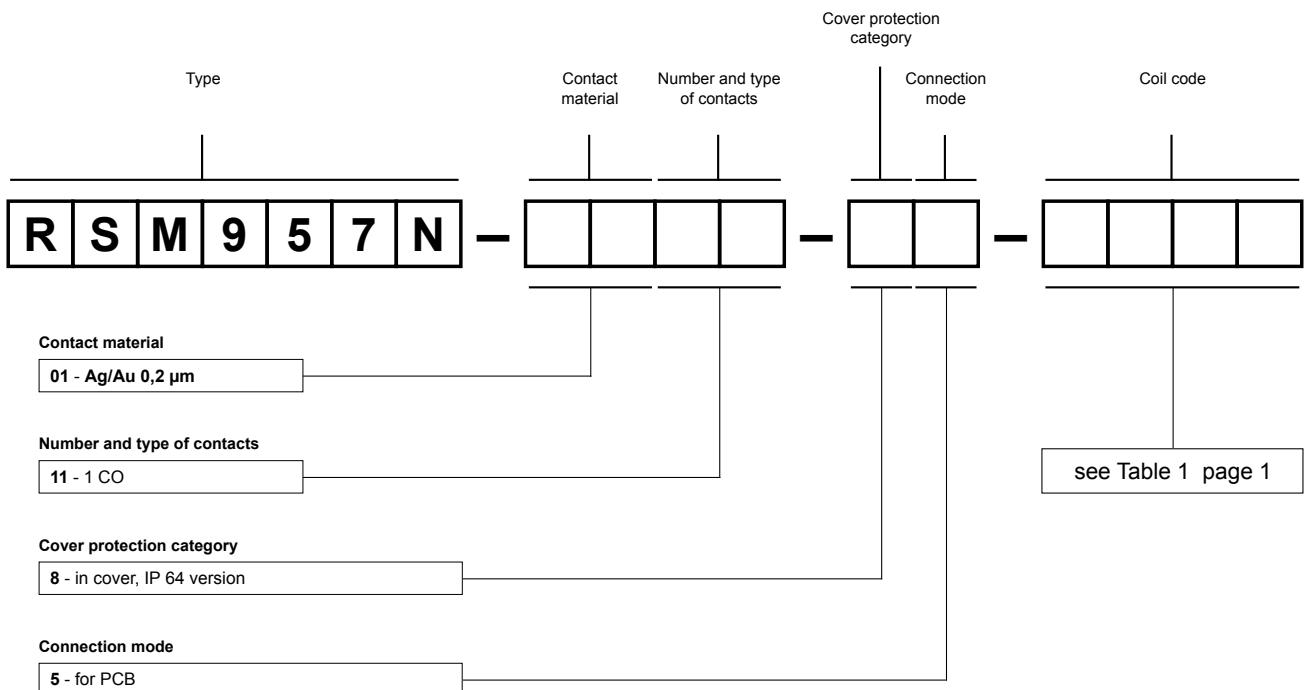 Cover protection
category
Type
Contact
material
Number and type
of contacts
Connection
mode
Coil code
R S M 9 5 7 N – –  –
Contact material
01 - Ag/Au 0,2 µm
Number and type of contacts
11 - 1 CO
see Table 1 page 1
Cover protection category
8 - in cover, IP 64 version
Connection mode
5 - for PCB